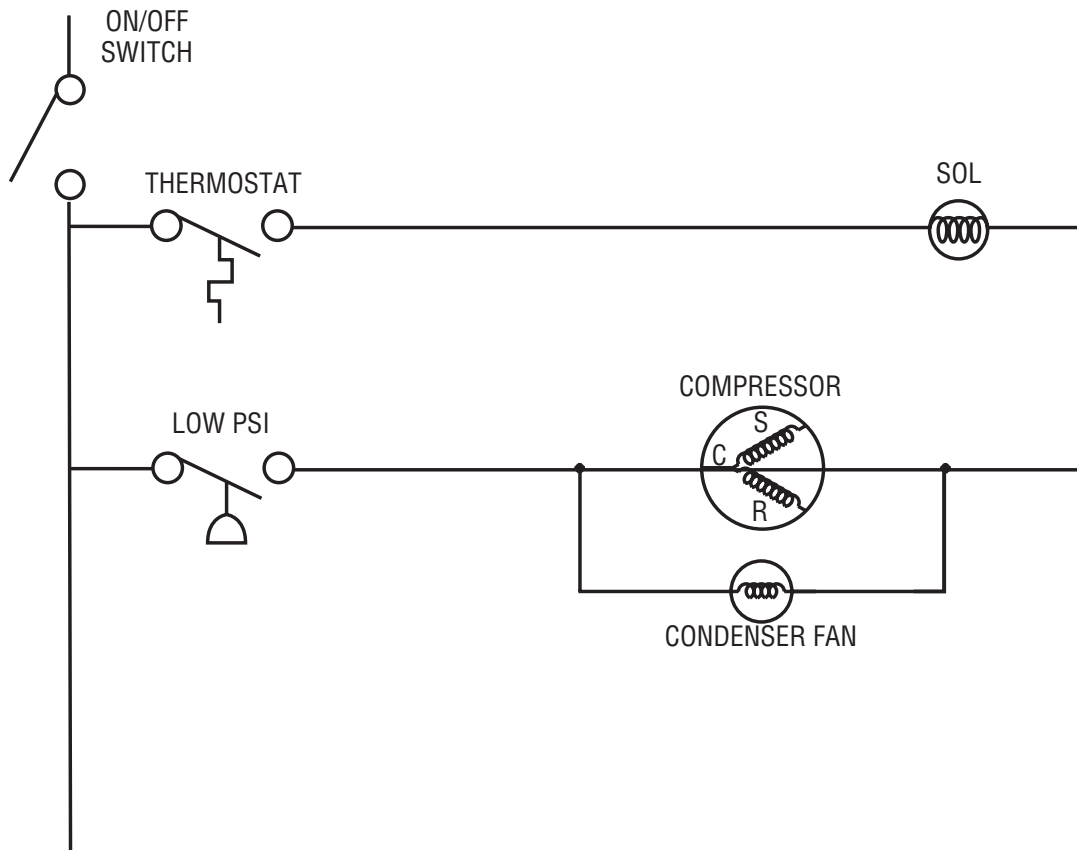 ON/OFF
SWITCH
THERMOSTAT
SOL
COMPRESSOR
LOW PSI
S
C
R
CONDENSER FAN